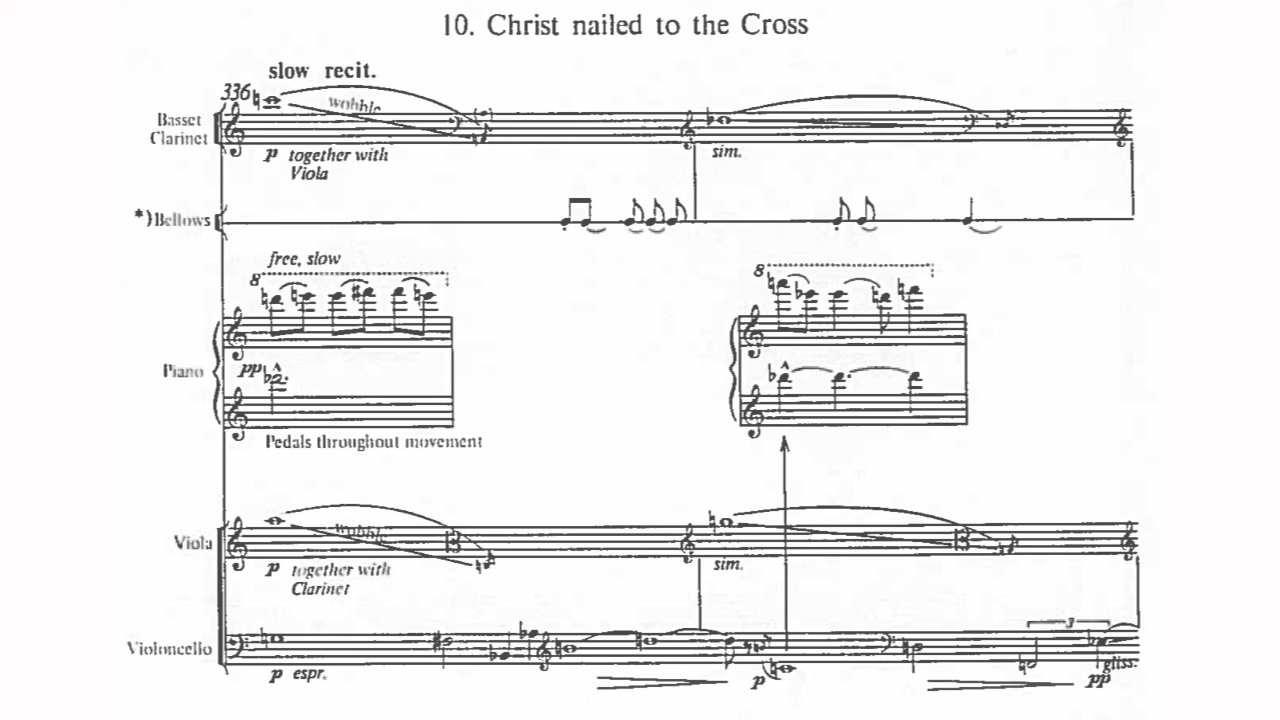 10. Christ nailed to the Cross
slow recit.
336
wobble
Basset
Clarinet
p together with
Viola
sim.
*)Bellows
free, slow
8
8
Piano
pp
Pedals throughout movement
wobble
Viola
p together with
Clarinet
sim.
3
Violoncello
p espr.
p
gliss.
pp